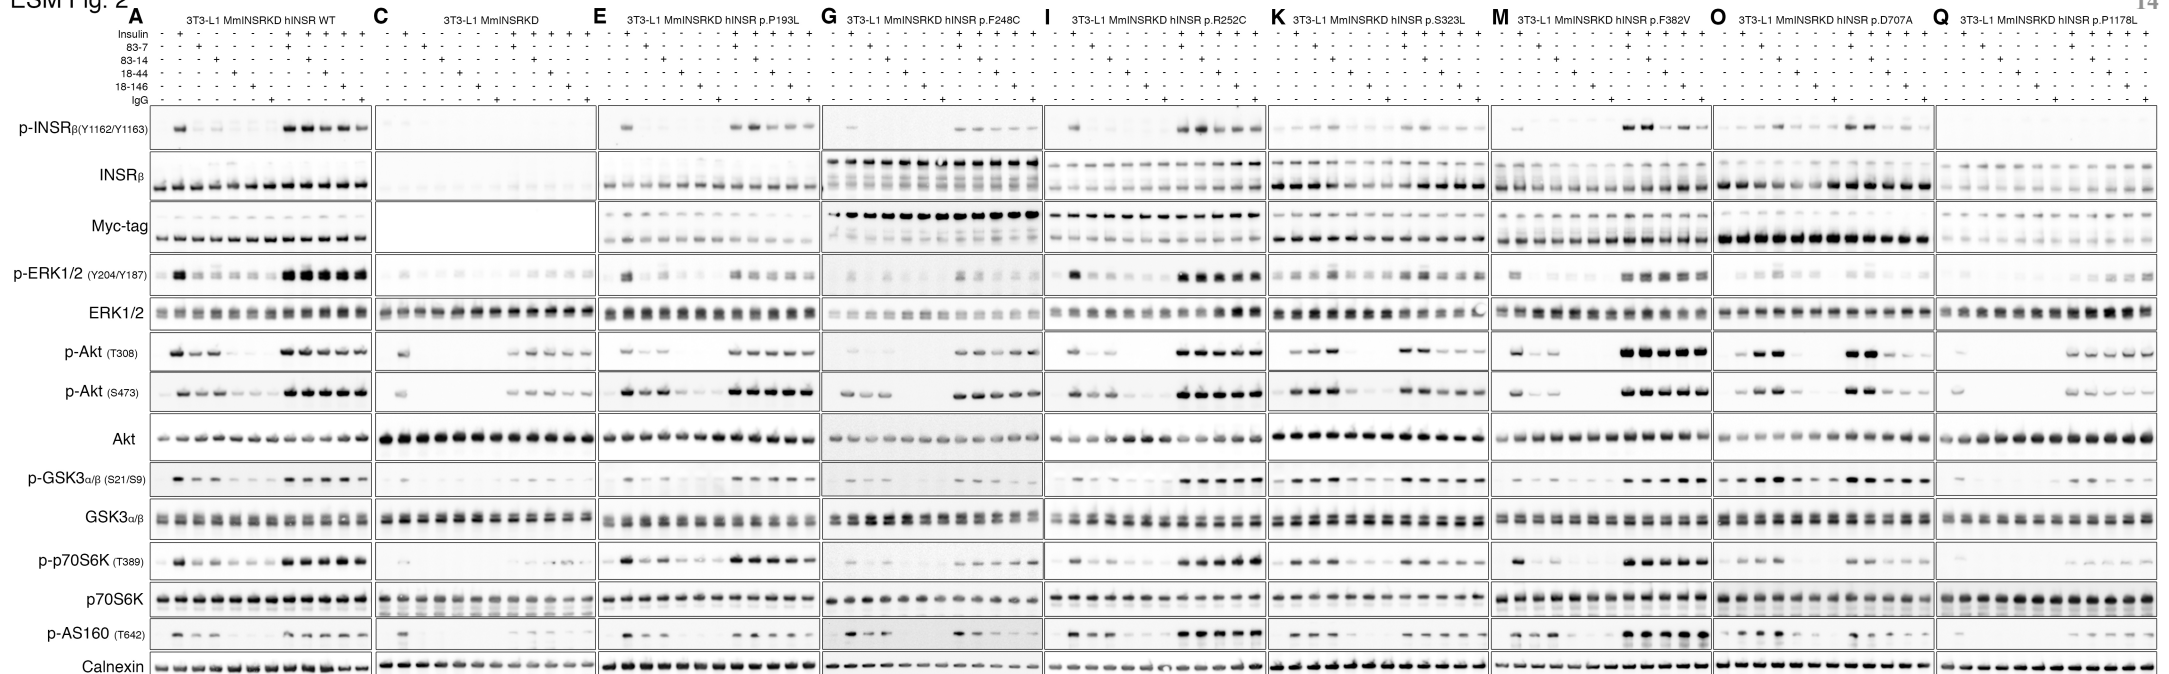 ESM Fig. 2
14
A 3T3-L1 MmINSRKD hINSR WT
C 3T3-L1 MmINSRKD
E 3T3-L1 MmINSRKD hINSR p.P193L
G 3T3-L1 MmINSRKD hINSR p.F248C
I 3T3-L1 MmINSRKD hINSR p.R252C
K 3T3-L1 MmINSRKD hINSR p.S323L
M 3T3-L1 MmINSRKD hINSR p.F382V
O 3T3-L1 MmINSRKD hINSR p.D707A
Q 3T3-L1 MmINSRKD hINSR p.P1178L
Insulin
83-7
83-14
18-44
18-146
IgG
p-INSRβ(Y1162/Y1163)
INSRβ
Myc-tag
p-ERK1/2 (Y204/Y187)
ERK1/2
p-Akt (T308)
p-Akt (S473)
Akt
p-GSK3α/β (S21/S9)
GSK3α/β
p-p70S6K (T389)
p70S6K
p-AS160 (T642)
Calnexin